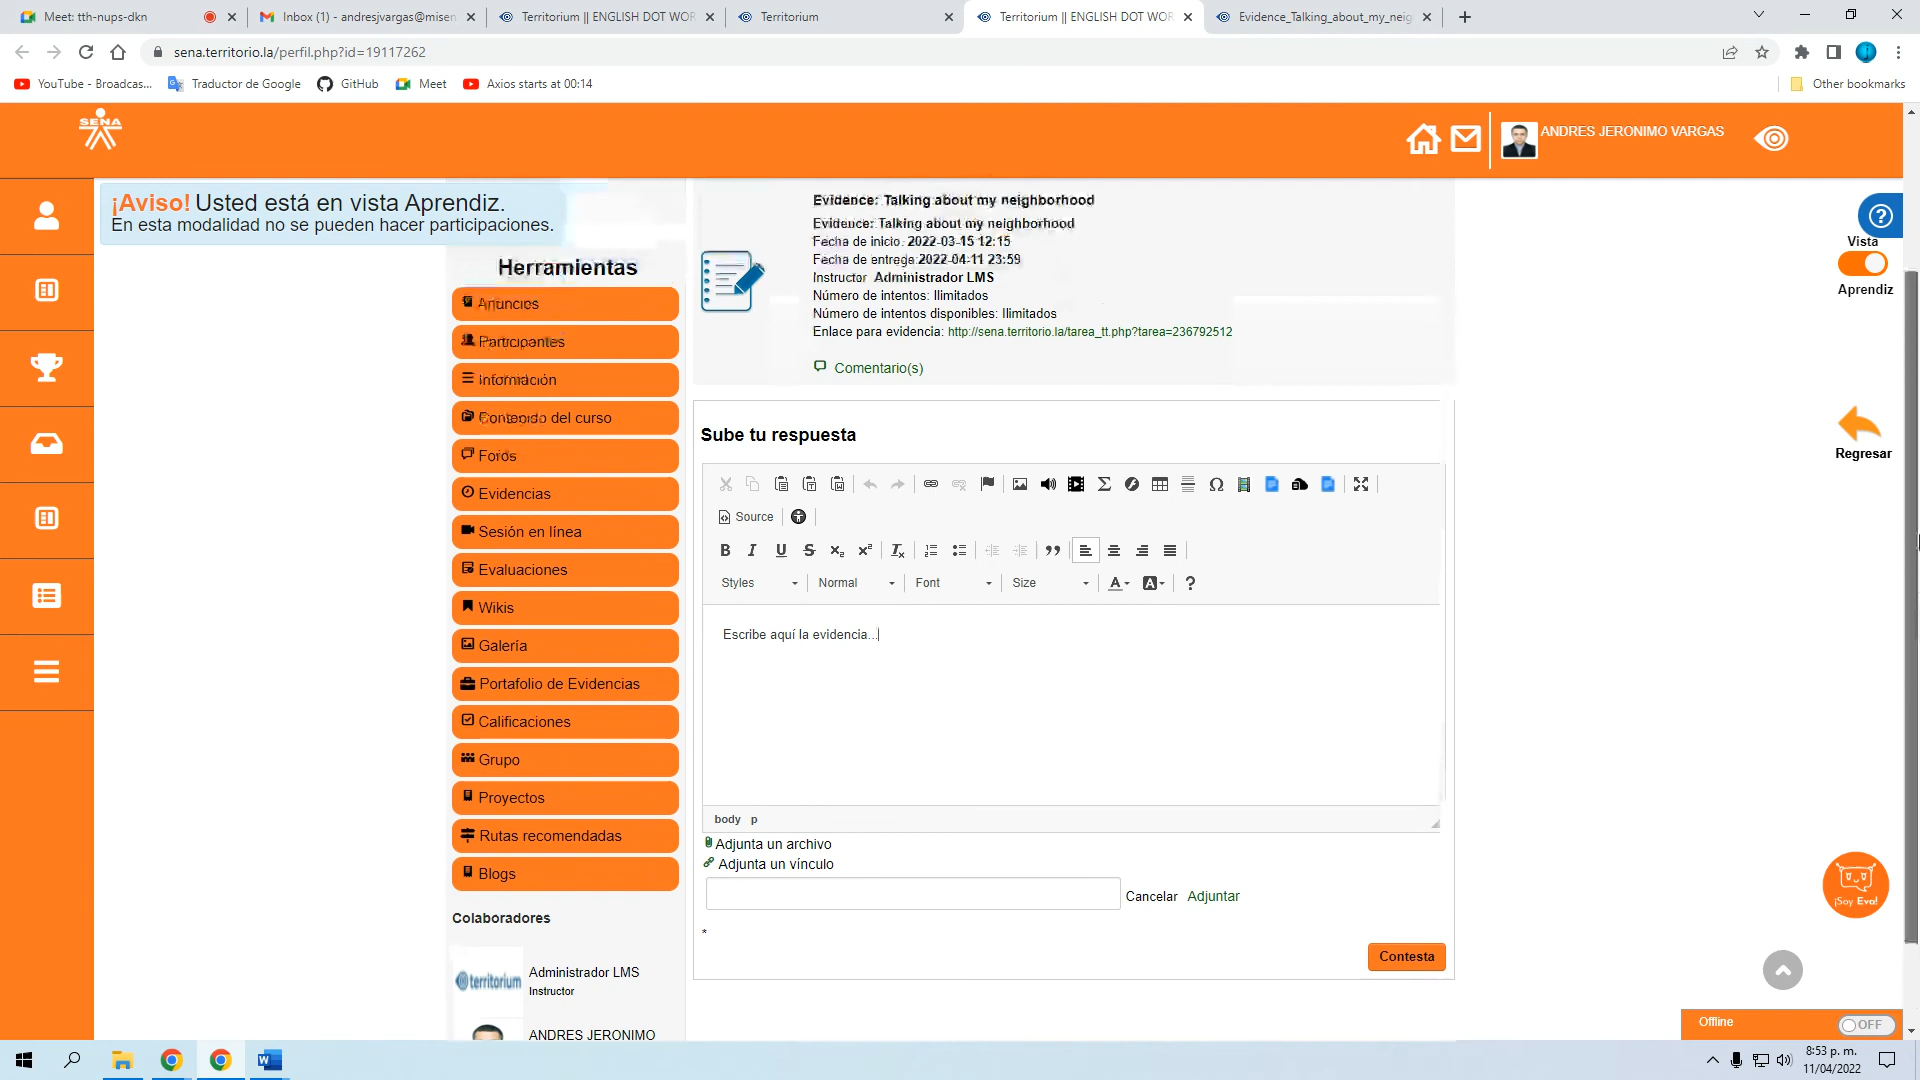 Meet: tth-nups-dkn
Inbox (1) - andresjvargas@misen
Territorium || ENGLISH DOT WOR
Territorium
Territorium || ENGLISH DOT WOR
Evidence_Talking_about_my_neig
sena.territorio.la/perfil.php?id=19117262
YouTube - Broadcas...
Traductor de Google
GitHub
Meet
Axios starts at 00:14
Other bookmarks
SENA
ANDRES JERONIMO VARGAS
¡Aviso! Usted está en vista Aprendiz.
En esta modalidad no se pueden hacer participaciones.
Vista
Aprendiz
Regresar
Herramientas
Anuncios
Participantes
Información
Contenido del curso
Foros
Evidencias
Sesión en línea
Evaluaciones
Wikis
Galería
Portafolio de Evidencias
Calificaciones
Grupo
Proyectos
Rutas recomendadas
Blogs
Colaboradores
territorium
Administrador LMS
Instructor
ANDRES JERONIMO
Evidence: Talking about my neighborhood
Evidence: Talking about my neighborhood
Fecha de inicio: 2022-03-15 12:15
Fecha de entrega: 2022-04-11 23:59
Instructor Administrador LMS
Número de intentos: Ilimitados
Número de intentos disponibles: Ilimitados
Enlace para evidencia: http://sena.territorio.la/tarea_tt.php?tarea=236792512
Comentario(s)
Sube tu respuesta
Source
B I U S x₂ x² Tx
Styles Normal Font Size A A ?
Escribe aquí la evidencia...
body p
Adjunta un archivo
Adjunta un vínculo
Cancelar Adjuntar
*
Contesta
¡Soy Eva!
Offline OFF
8:53 p. m.
11/04/2022